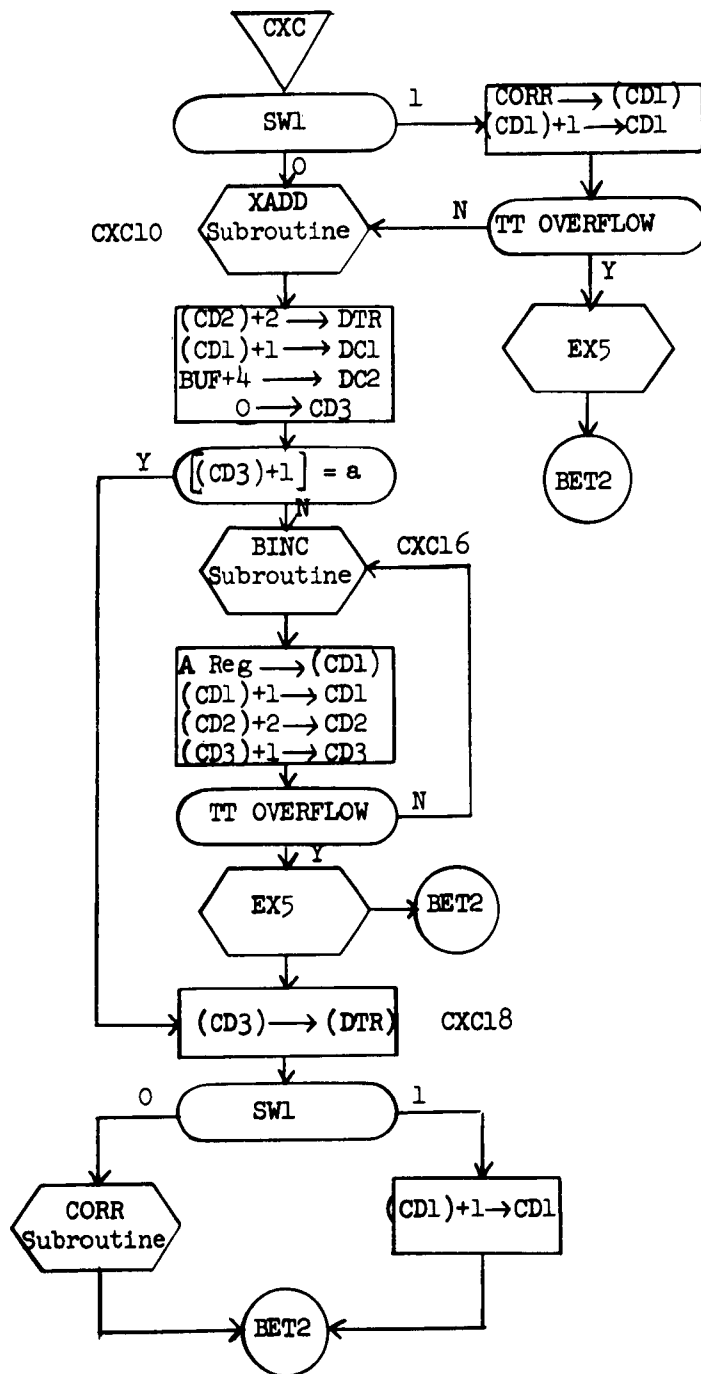 CXC
SW1
1
CORR → (CD1)
(CD1)+1 → CD1
0
CXC10
XADD
Subroutine
N
TT OVERFLOW
Y
EX5
BET2
(CD2)+2 → DTR
(CD1)+1 → DC1
BUF+4 → DC2
0 → CD3
Y
[(CD3)+1] = a
N
BINC
Subroutine
CXC16
A Reg → (CD1)
(CD1)+1 → CD1
(CD2)+2 → CD2
(CD3)+1 → CD3
TT OVERFLOW
N
Y
EX5
BET2
(CD3) → (DTR)
CXC18
0
SW1
1
CORR
Subroutine
(CD1)+1→CD1
BET2